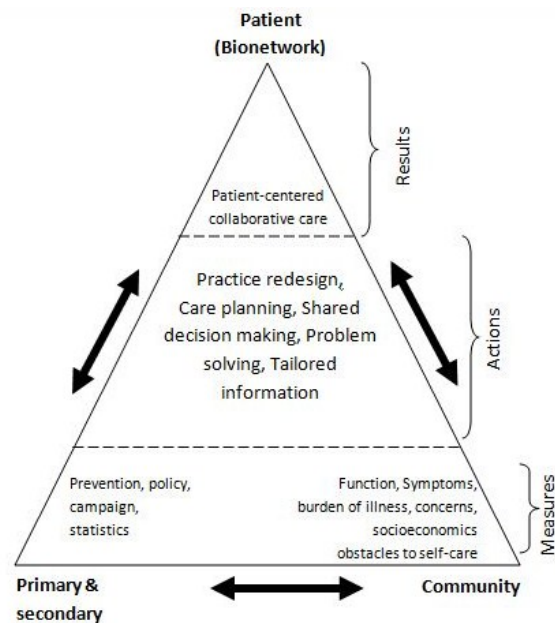 Patient
(Bionetwork)
Results
Patient-centered
collaborative care
Practice redesign,
Care planning, Shared
decision making, Problem
solving, Tailored
information
Actions
Prevention, policy,
campaign,
statistics
Function, Symptoms,
burden of illness, concerns,
socioeconomics
obstacles to self-care
Measures
Primary &
secondary
Community